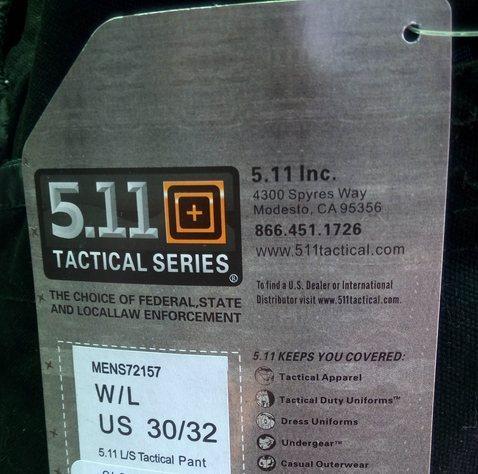 5.11
TACTICAL SERIES®
THE CHOICE OF FEDERAL,STATE
AND LOCALLAW ENFORCEMENT
5.11 Inc.
4300 Spyres Way
Modesto, CA 95356
866.451.1726
www.511tactical.com
To find a U.S. Dealer or International
Distributor visit www.511tactical.com.
MENS72157
W/L
US 30/32
5.11 L/S Tactical Pant
5.11 KEEPS YOU COVERED:
Tactical Apparel
Tactical Duty Uniforms™
Dress Uniforms
Undergear™
Casual Outerwear